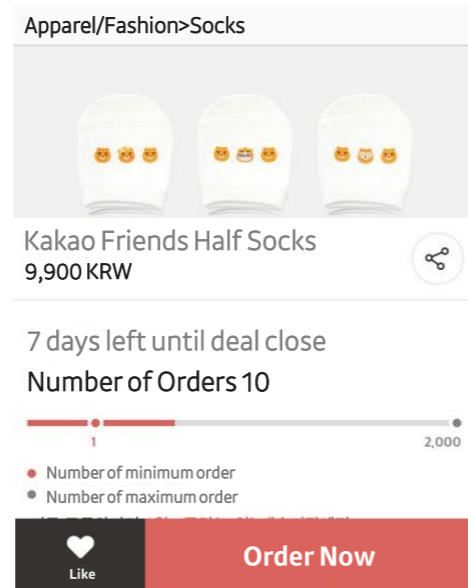 Apparel/Fashion>Socks
Kakao Friends Half Socks
9,900 KRW
7 days left until deal close
Number of Orders 10
1
2,000
Number of minimum order
Number of maximum order
Like
Order Now